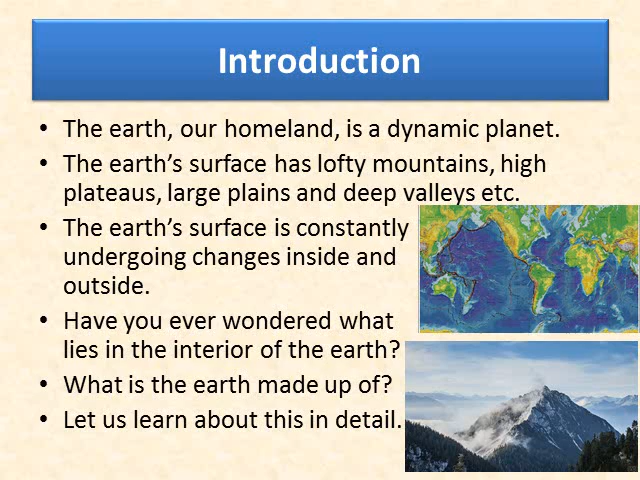 Introduction
• The earth, our homeland, is a dynamic planet.
• The earth’s surface has lofty mountains, high
plateaus, large plains and deep valleys etc.
• The earth’s surface is constantly
undergoing changes inside and
outside.
• Have you ever wondered what
lies in the interior of the earth?
• What is the earth made up of?
• Let us learn about this in detail.